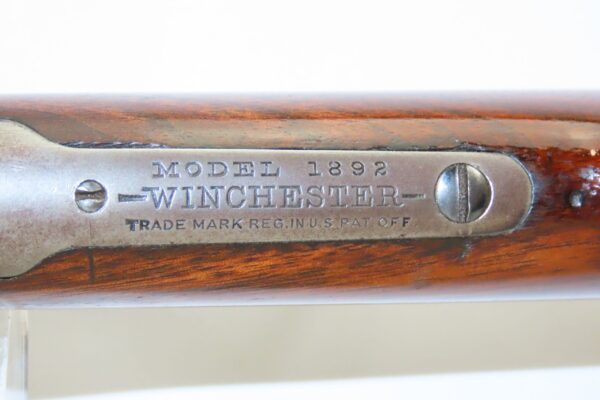 MODEL 1892
-WINCHESTER-
TRADE MARK REG. IN U.S. PAT. OFF.